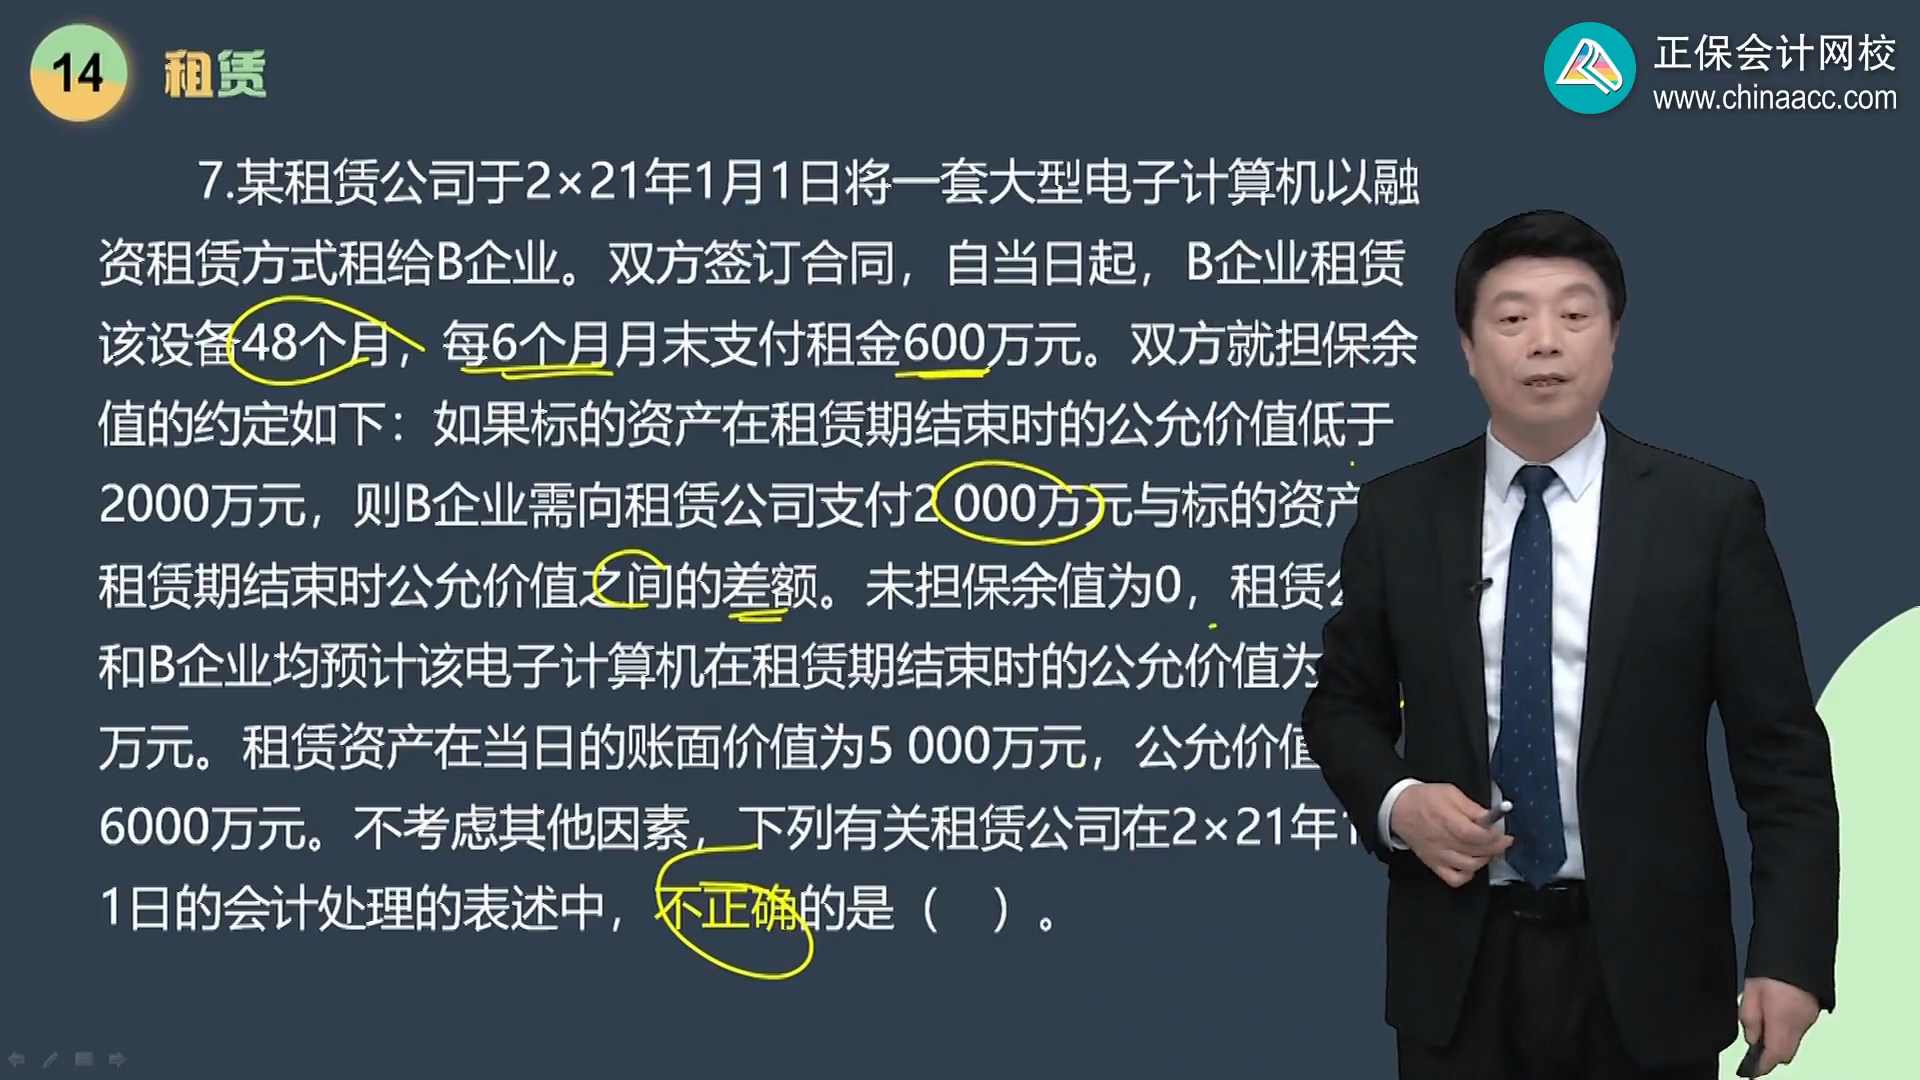 14 租赁
正保会计网校
www.chinaacc.com
7.某租赁公司于2×21年1月1日将一套大型电子计算机以融
资租赁方式租给B企业。双方签订合同，自当日起，B企业租赁
该设备48个月，每6个月月末支付租金600万元。双方就担保余
值的约定如下：如果标的资产在租赁期结束时的公允价值低于
2000万元，则B企业需向租赁公司支付2 000万元与标的资产
租赁期结束时公允价值之间的差额。未担保余值为0，租赁公
和B企业均预计该电子计算机在租赁期结束时的公允价值为
万元。租赁资产在当日的账面价值为5 000万元，公允价值
6000万元。不考虑其他因素，下列有关租赁公司在2×21年1
1日的会计处理的表述中，不正确的是（ ）。